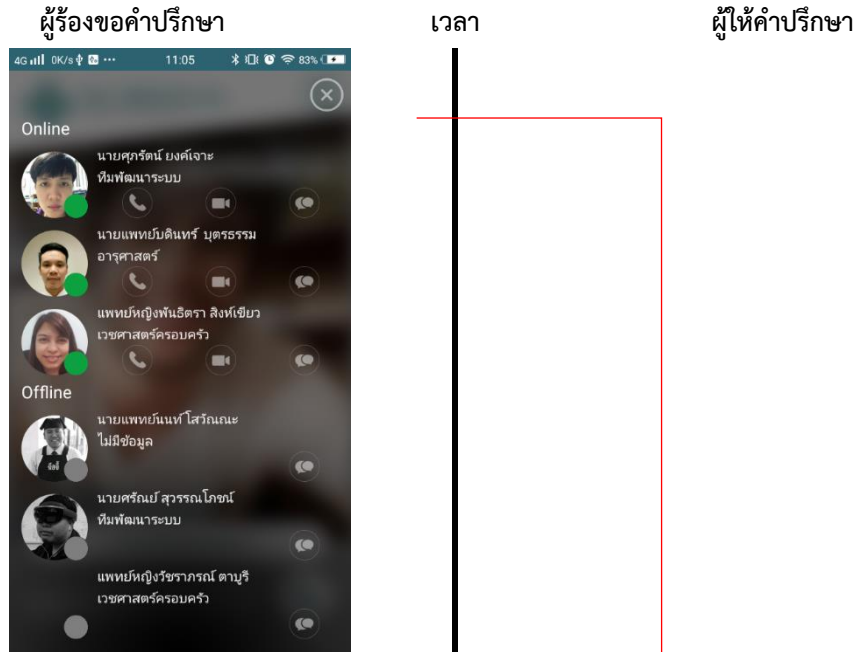 ผู้ร้องขอคำปรึกษา เวลา ผู้ให้คำปรึกษา
4G 0K/s ... 11:05 83%
Online
นายศุภรัตน์ ยงค์เจาะ
ทีมพัฒนาระบบ
นายแพทย์บดินทร์ บุตรธรรม
อารุศาสตร์
แพทย์หญิงพันธิตรา สิงห์เขียว
เวชศาสตร์ครอบครัว
Offline
นายแพทย์นนท์ โสวัณณะ
ไม่มีข้อมูล
นายศรัณย์ สุวรรณโภชน์
ทีมพัฒนาระบบ
แพทย์หญิงวัชราภรณ์ ตาบูรี
เวชศาสตร์ครอบครัว